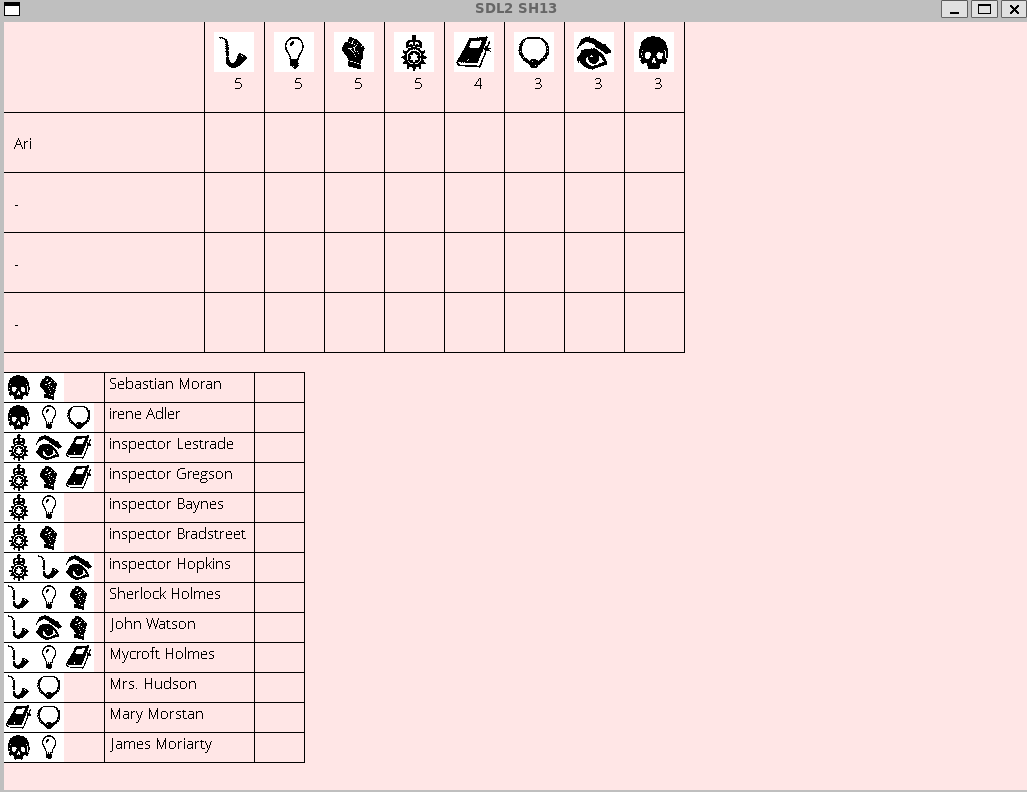 SDL2 SH13
5 5 5 5 4 3 3 3
Ari
-
-
-
Sebastian Moran
irene Adler
inspector Lestrade
inspector Gregson
inspector Baynes
inspector Bradstreet
inspector Hopkins
Sherlock Holmes
John Watson
Mycroft Holmes
Mrs. Hudson
Mary Morstan
James Moriarty